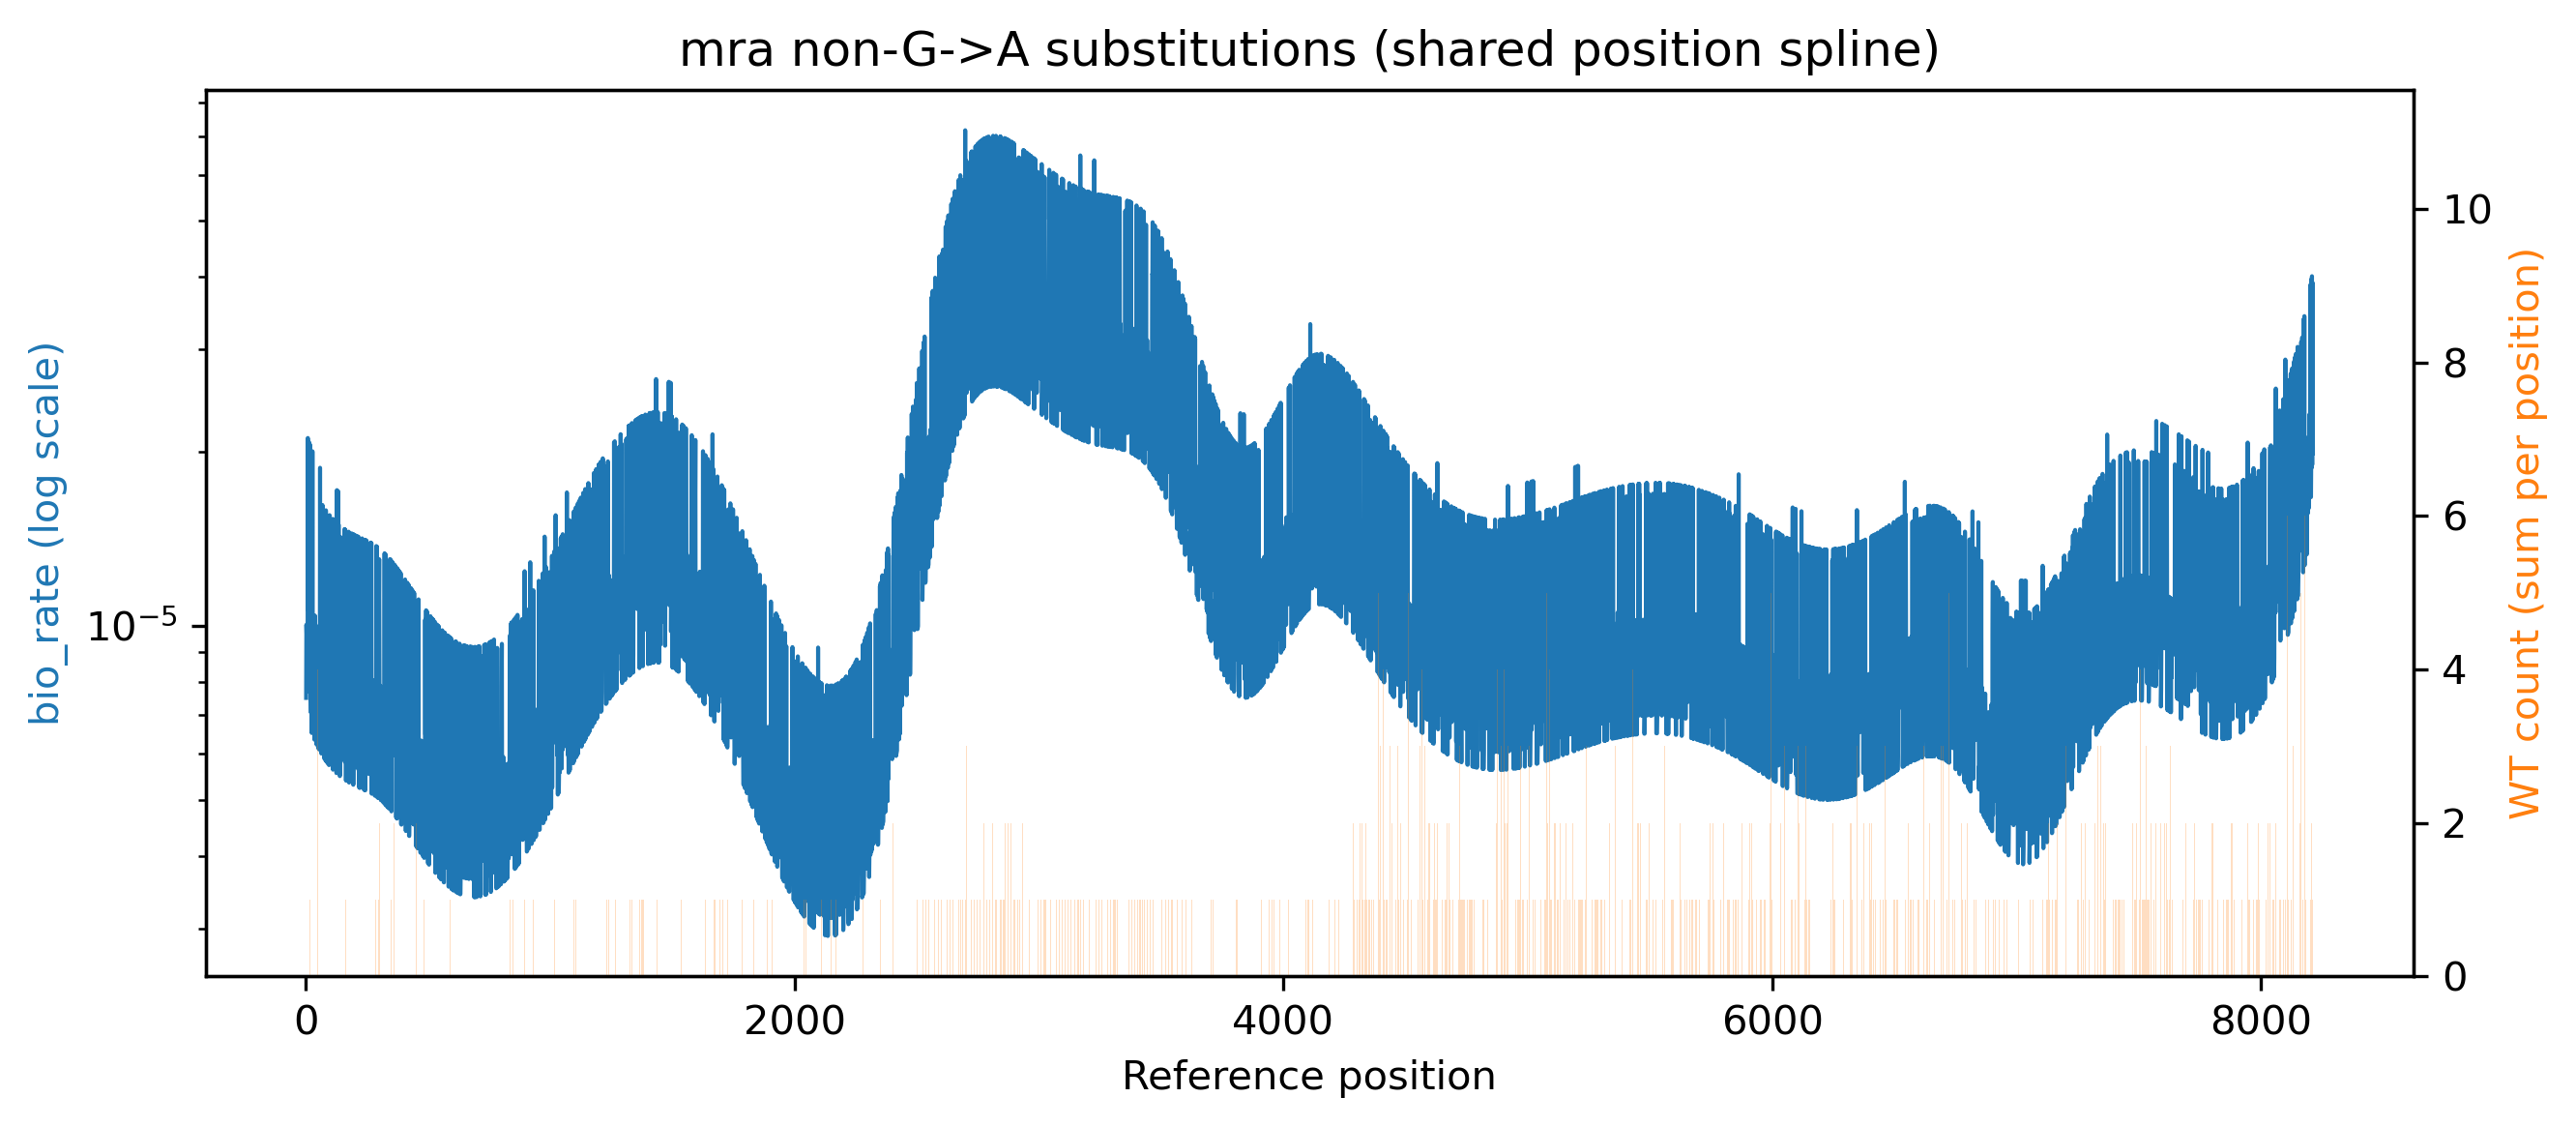 mra non-G->A substitutions (shared position spline)
bio_rate (log scale)
10⁻⁵
10
8
6
4
2
0
WT count (sum per position)
0 2000 4000 6000 8000
Reference position